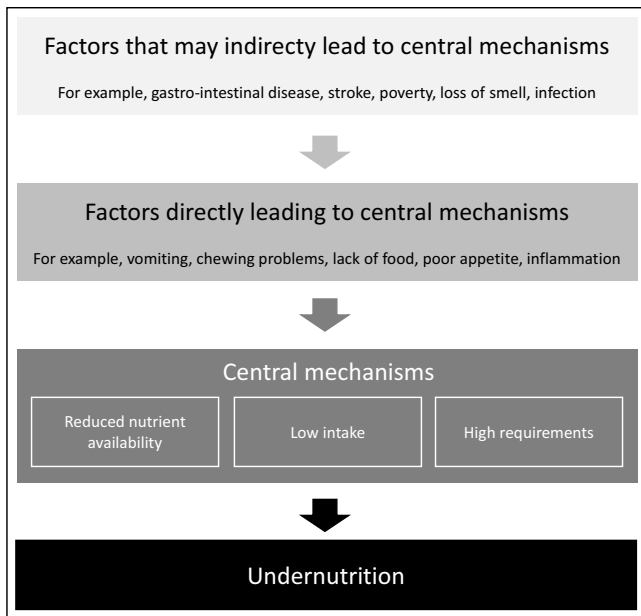 Factors that may indirecty lead to central mechanisms
For example, gastro-intestinal disease, stroke, poverty, loss of smell, infection
Factors directly leading to central mechanisms
For example, vomiting, chewing problems, lack of food, poor appetite, inflammation
Central mechanisms
Reduced nutrient
availability
Low intake
High requirements
Undernutrition